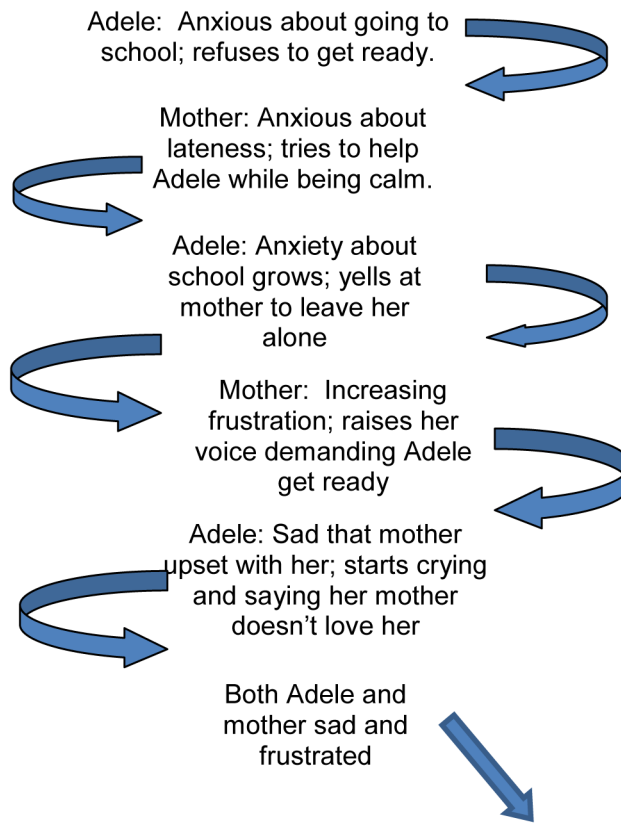 Adele:  Anxious about going to
school; refuses to get ready.
Mother: Anxious about
lateness; tries to help
Adele while being calm.
Adele: Anxiety about
school grows; yells at
mother to leave her
alone
Mother:  Increasing
frustration; raises her
voice demanding Adele
get ready
Adele: Sad that mother
upset with her; starts crying
and saying her mother
doesn’t love her
Both Adele and
mother sad and
frustrated